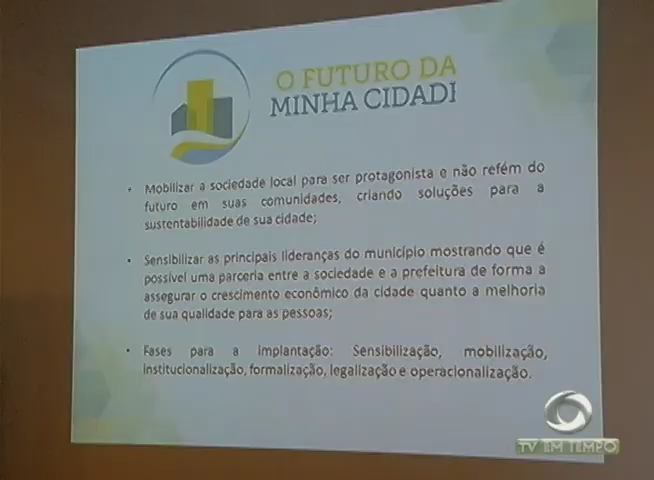 O FUTURO DA
MINHA CIDADE
• Mobilizar a sociedade local para ser protagonista e não refém do
futuro em suas comunidades, criando soluções para a
sustentabilidade de sua cidade;
• Sensibilizar as principais lideranças do município mostrando que é
possível uma parceria entre a sociedade e a prefeitura de forma a
assegurar o crescimento econômico da cidade quanto a melhoria
de sua qualidade para as pessoas;
• Fases para a implantação: Sensibilização, mobilização,
institucionalização, formalização, legalização e operacionalização.
TV EM TEMPO